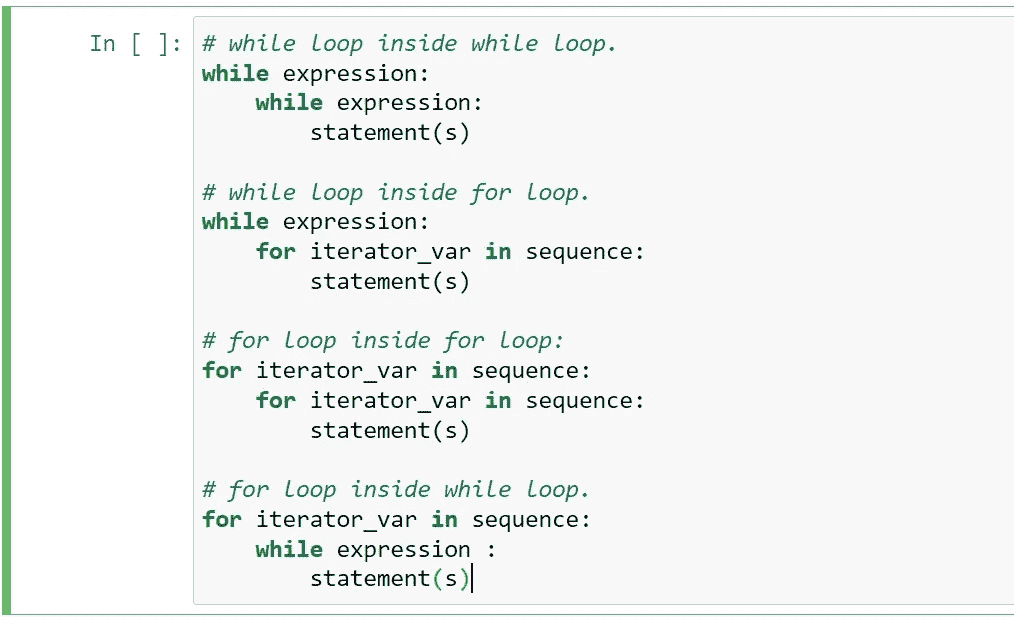 In [ ]: # while loop inside while loop.
while expression:
    while expression:
        statement(s)

# while loop inside for loop.
while expression:
    for iterator_var in sequence:
        statement(s)

# for loop inside for loop:
for iterator_var in sequence:
    for iterator_var in sequence:
        statement(s)

# for loop inside while loop.
for iterator_var in sequence:
    while expression :
        statement(s)